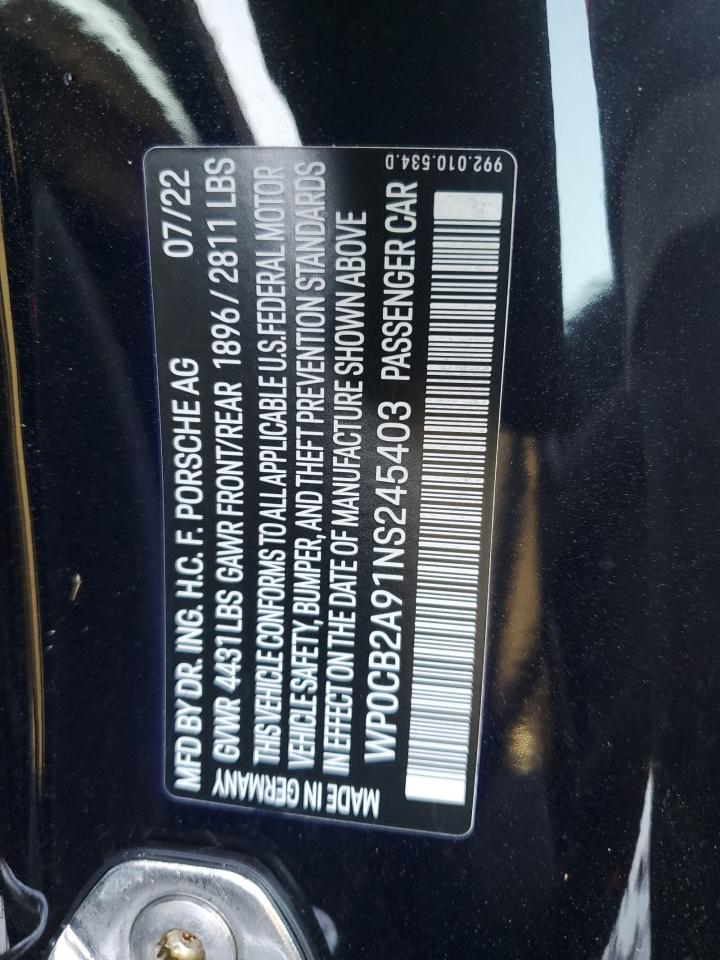 MFD BY DR. ING. H.C. F. PORSCHE AG 07/22
GVWR 4431LBS GAWR FRONT/REAR 1896/2811 LBS
THIS VEHICLE CONFORMS TO ALL APPLICABLE U.S. FEDERAL MOTOR
VEHICLE SAFETY, BUMPER, AND THEFT PREVENTION STANDARDS
IN EFFECT ON THE DATE OF MANUFACTURE SHOWN ABOVE
WP0CB2A91NS245403 PASSENGER CAR
MADE IN GERMANY
992.010.534.D